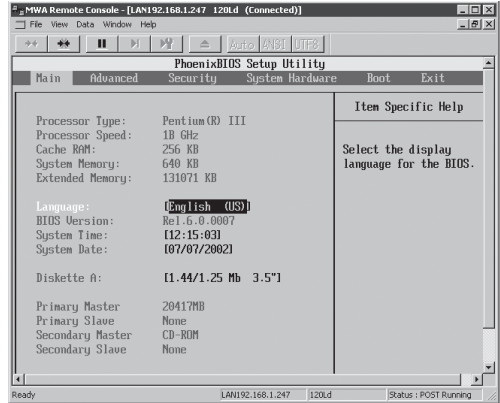 MWA Remote Console - [LAN192.168.1.247 120Ld (Connected)]
File View Data Window Help
Auto ANSI UTF8
PhoenixBIOS Setup Utility
Main Advanced Security System Hardware Boot Exit
Item Specific Help
Processor Type: Pentium(R) III
Processor Speed: 1B GHz
Cache RAM: 256 KB
System Memory: 640 KB
Extended Memory: 131071 KB
Select the display
language for the BIOS.
Language: [English (US)]
BIOS Version: Rel.6.0.0007
System Time: [12:15:03]
System Date: [07/07/2002]
Diskette A: [1.44/1.25 Mb 3.5"]
Primary Master 20417MB
Primary Slave None
Secondary Master CD-ROM
Secondary Slave None
Ready LAN192.168.1.247 120Ld Status : POST Running